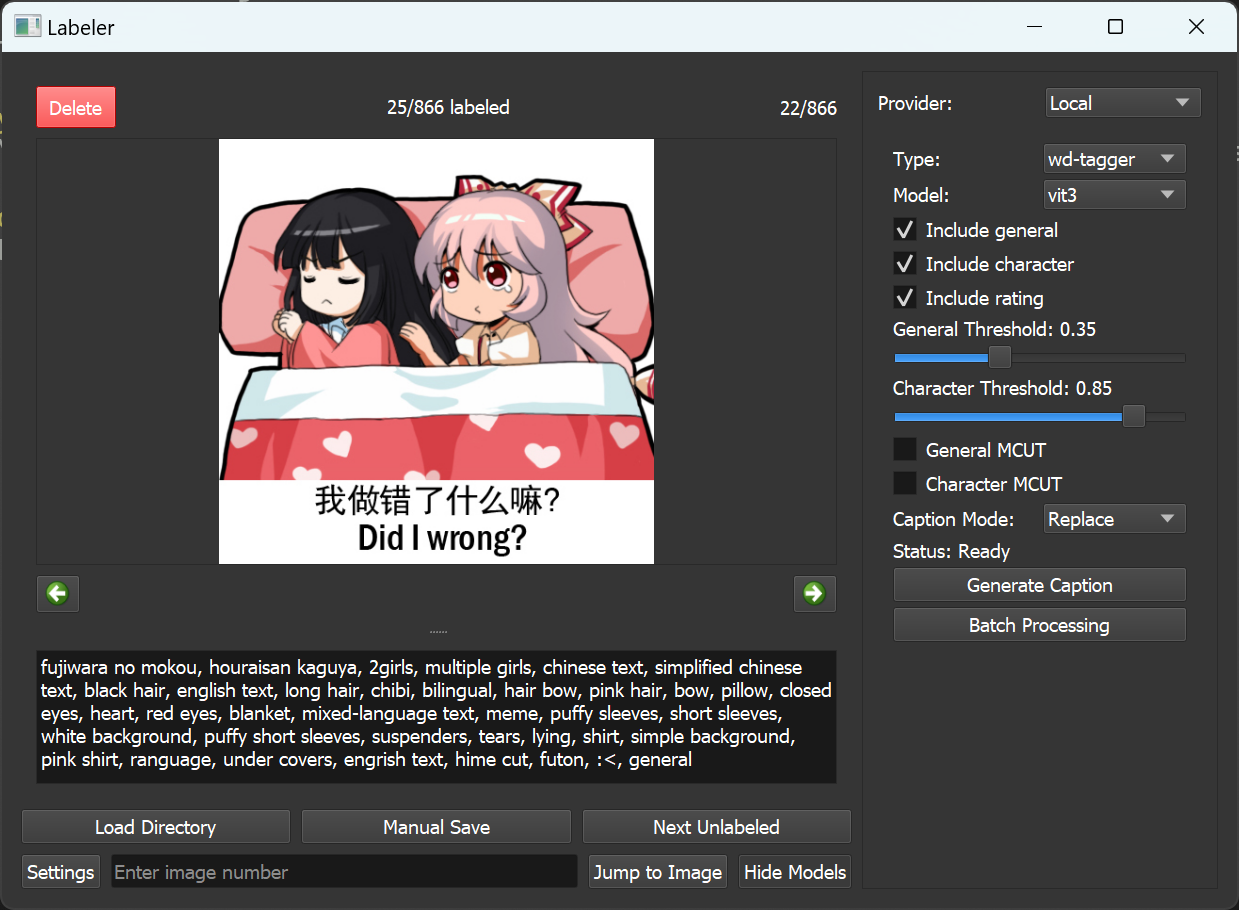 Labeler
Delete
25/866 labeled
22/866
我做错了什么嘛?
Did I wrong?
fujiwara no mokou, houraisan kaguya, 2girls, multiple girls, chinese text, simplified chinese
text, black hair, english text, long hair, chibi, bilingual, hair bow, pink hair, bow, pillow, closed
eyes, heart, red eyes, blanket, mixed-language text, meme, puffy sleeves, short sleeves,
white background, puffy short sleeves, suspenders, tears, lying, shirt, simple background,
pink shirt, ranguage, under covers, engrish text, hime cut, futon, :<, general
Load Directory
Manual Save
Next Unlabeled
Settings
Enter image number
Jump to Image
Hide Models
Provider:
Local
Type:
wd-tagger
Model:
vit3
Include general
Include character
Include rating
General Threshold: 0.35
Character Threshold: 0.85
General MCUT
Character MCUT
Caption Mode:
Replace
Status: Ready
Generate Caption
Batch Processing